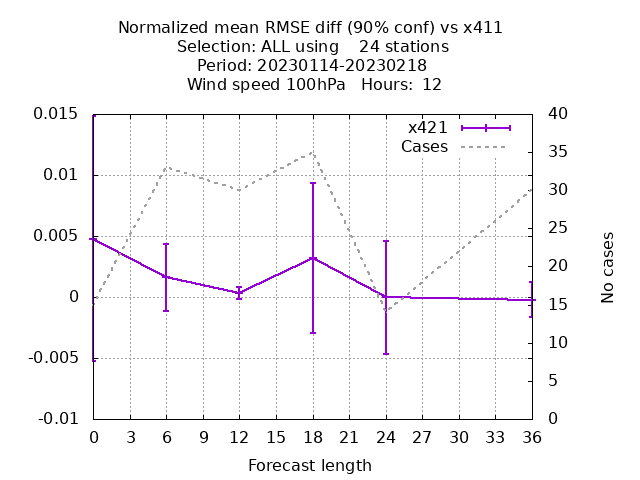 Normalized mean RMSE diff (90% conf) vs x411
Selection: ALL using    24 stations
Period: 20230114-20230218
Wind speed 100hPa   Hours:  12
0.015
0.01
0.005
0
-0.005
-0.01
x421
Cases
40
35
30
25
20
15
10
5
0
No cases
0 3 6 9 12 15 18 21 24 27 30 33 36
Forecast length